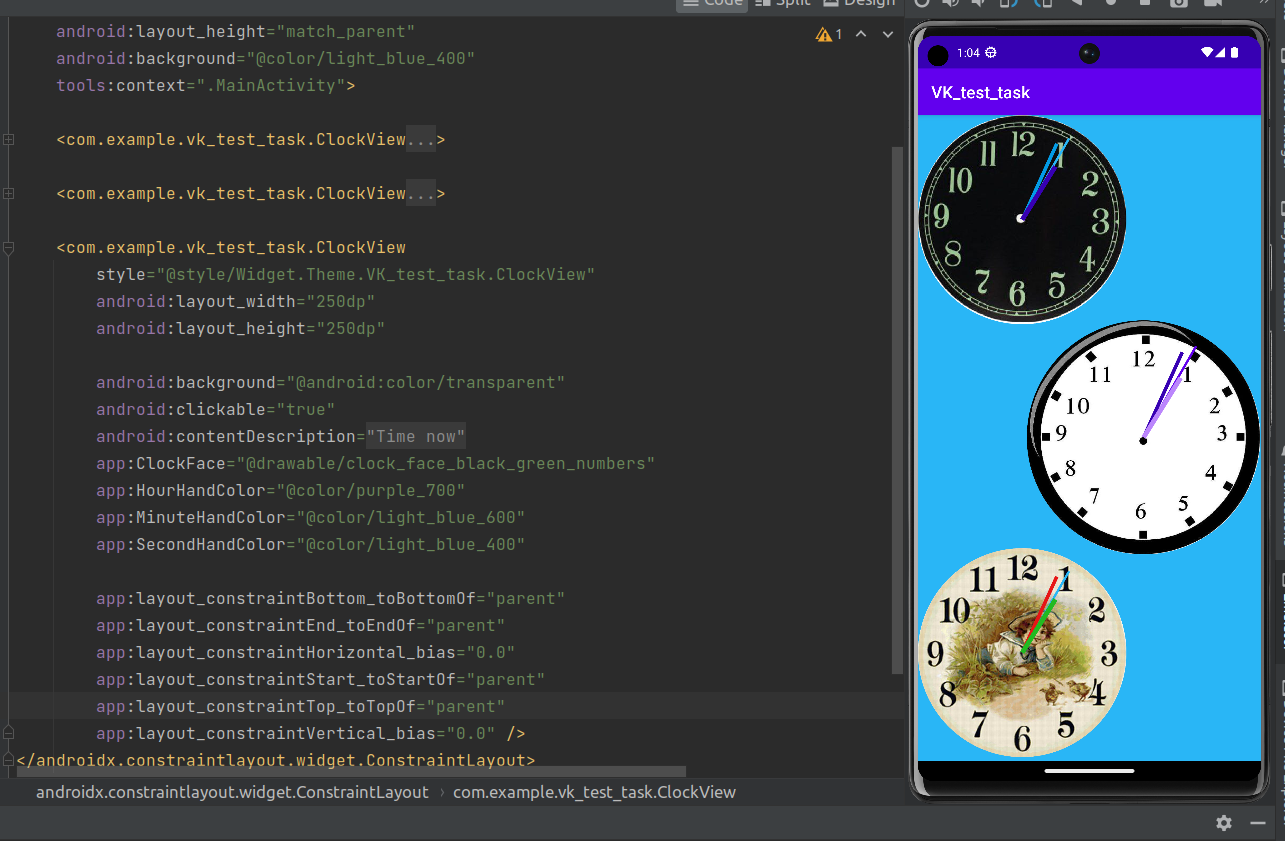 Code Split Design
android:layout_height="match_parent"
1
android:background="@color/light_blue_400"
tools:context=".MainActivity">
<com.example.vk_test_task.ClockView...>
<com.example.vk_test_task.ClockView...>
<com.example.vk_test_task.ClockView
style="@style/Widget.Theme.VK_test_task.ClockView"
android:layout_width="250dp"
android:layout_height="250dp"
android:background="@android:color/transparent"
android:clickable="true"
android:contentDescription="Time now"
app:ClockFace="@drawable/clock_face_black_green_numbers"
app:HourHandColor="@color/purple_700"
app:MinuteHandColor="@color/light_blue_600"
app:SecondHandColor="@color/light_blue_400"
app:layout_constraintBottom_toBottomOf="parent"
app:layout_constraintEnd_toEndOf="parent"
app:layout_constraintHorizontal_bias="0.0"
app:layout_constraintStart_toStartOf="parent"
app:layout_constraintTop_toTopOf="parent"
app:layout_constraintVertical_bias="0.0" />
</androidx.constraintlayout.widget.ConstraintLayout>
androidx.constraintlayout.widget.ConstraintLayout › com.example.vk_test_task.ClockView
1:04
VK_test_task
12 1 2 3 4 5 6 7 8 9 10 11
12 1 2 3 4 5 6 7 8 9 10 11
12 1 2 3 4 5 6 7 8 9 10 11